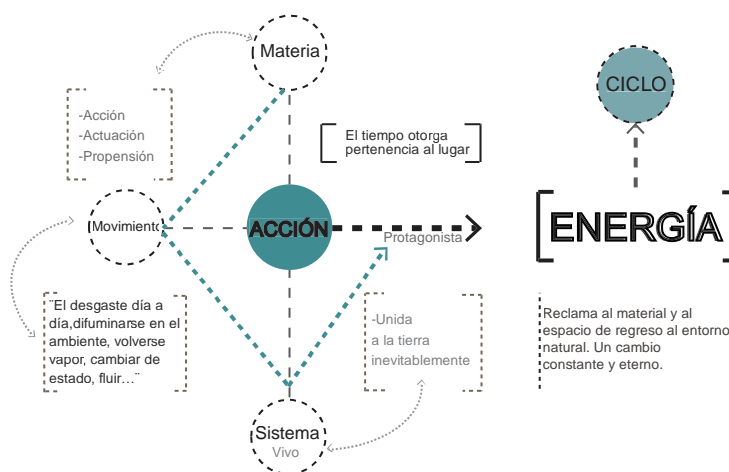 Materia
-Acción
-Actuación
-Propensión
El tiempo otorga
pertenencia al lugar
CICLO
Movimiento
ACCIÓN
Protagonista
ENERGÍA
¨El desgaste día a
día,difuminarse en el
ambiente, volverse
vapor, cambiar de
estado, fluir…¨
-Unida
a la tierra
inevitablemente
Reclama al material y al
espacio de regreso al entorno
natural. Un cambio
constante y eterno.
Sistema
Vivo